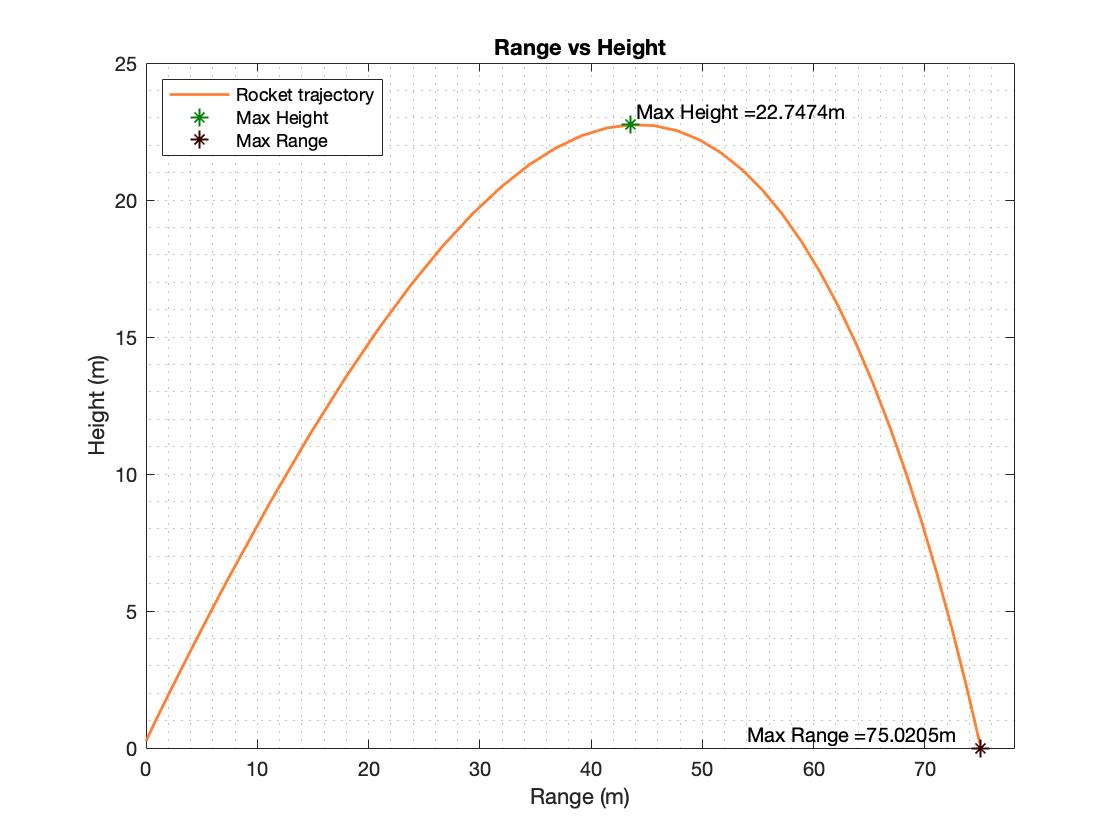 Range vs Height
25
20
15
10
5
0
Rocket trajectory
Max Height
Max Range
Max Height =22.7474m
Max Range =75.0205m
Height (m)
0 10 20 30 40 50 60 70
Range (m)